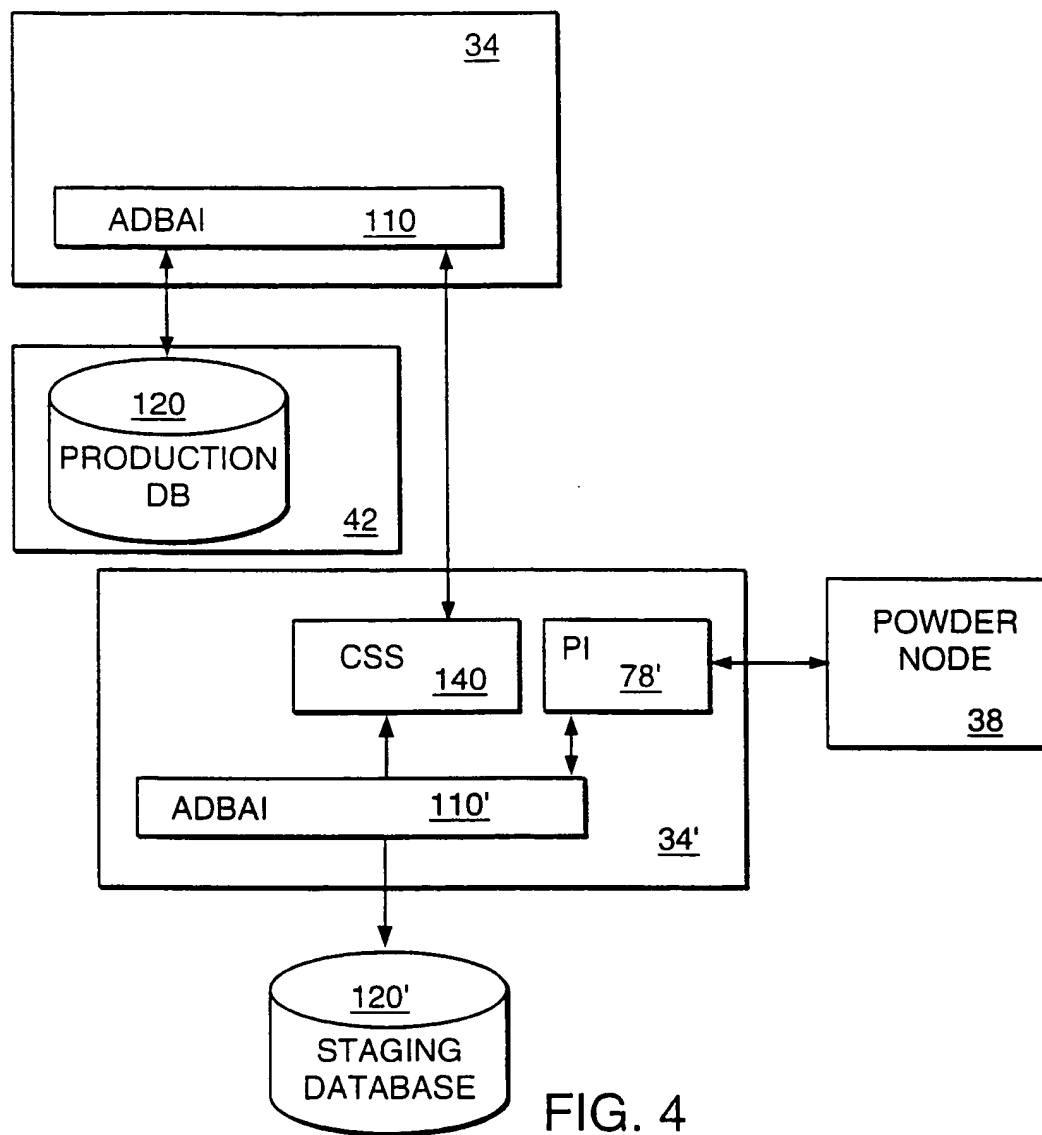 34
ADBAI 110
120
PRODUCTION
DB
42
CSS
140
PI
78'
POWDER
NODE
38
ADBAI 110'
34'
120'
STAGING
DATABASE
FIG. 4